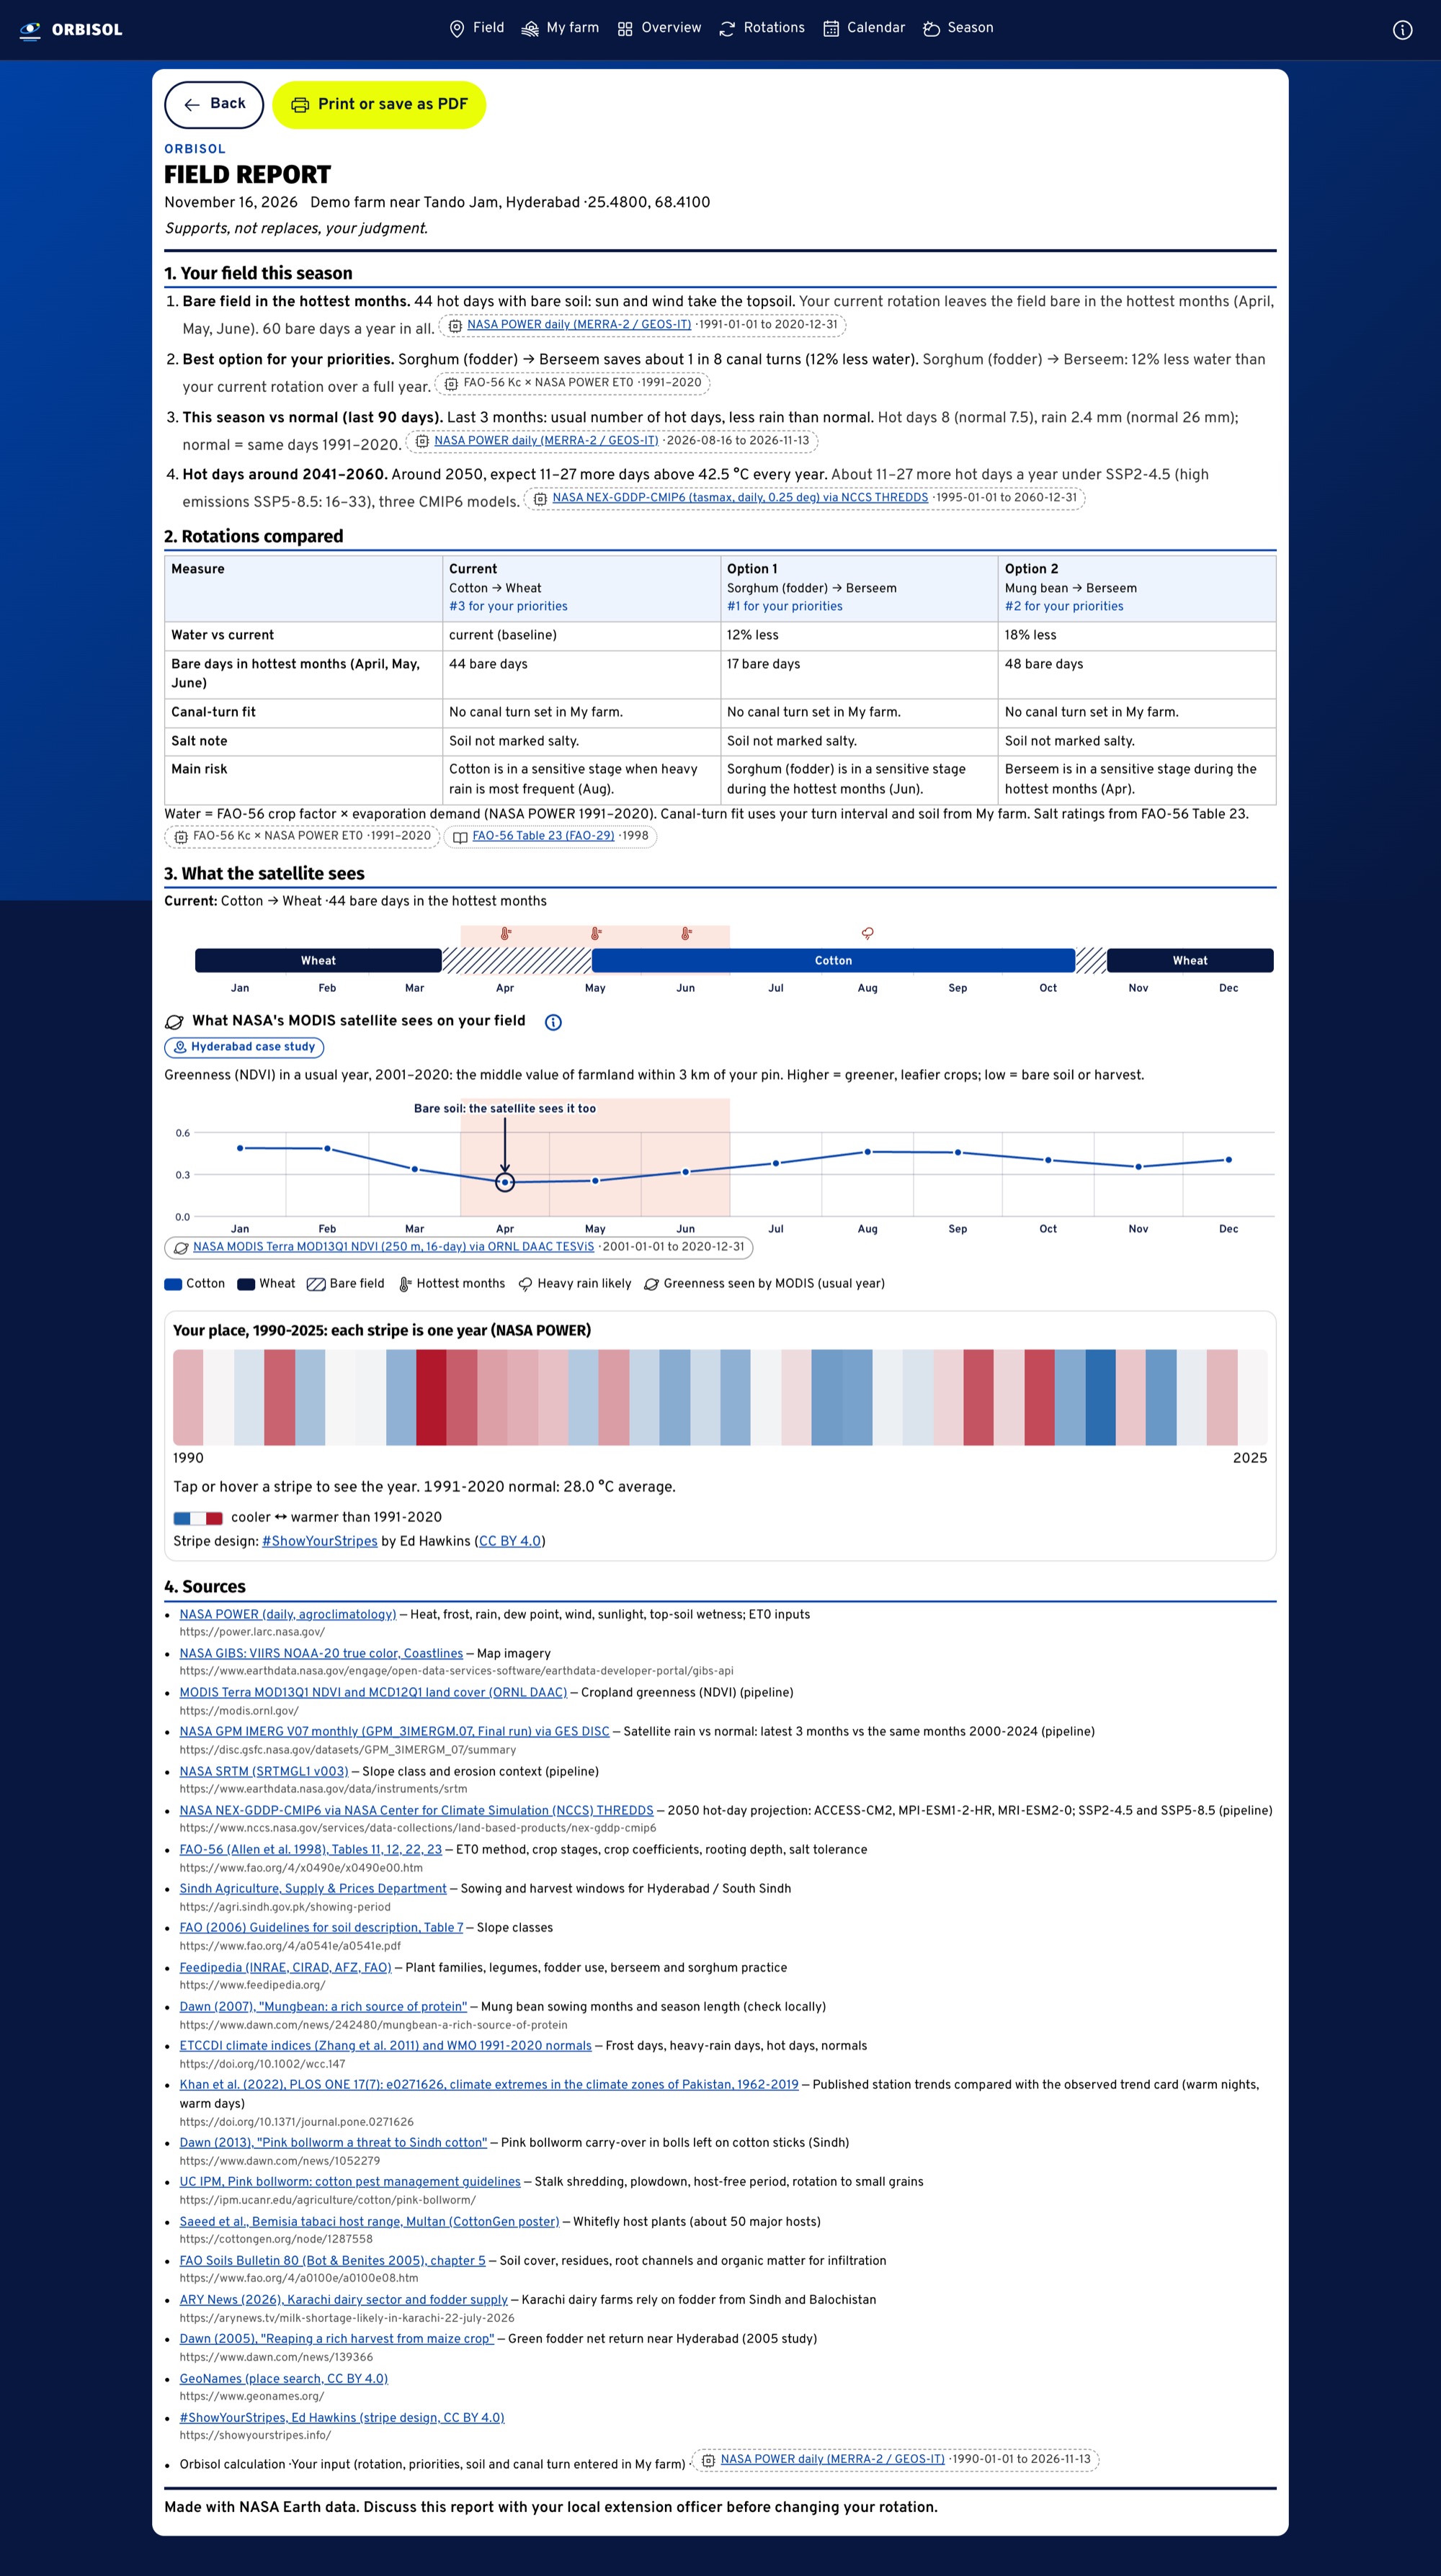 ORBISOL
Field
My farm
Overview
Rotations
Calendar
Season
Back
Print or save as PDF
ORBISOL
FIELD REPORT
November 16, 2026 Demo farm near Tando Jam, Hyderabad ·25.4800, 68.4100
Supports, not replaces, your judgment.
1. Your field this season
1. Bare field in the hottest months. 44 hot days with bare soil: sun and wind take the topsoil. Your current rotation leaves the field bare in the hottest months (April,
May, June). 60 bare days a year in all. NASA POWER daily (MERRA-2 / GEOS-IT) ·1991-01-01 to 2020-12-31
2. Best option for your priorities. Sorghum (fodder) → Berseem saves about 1 in 8 canal turns (12% less water). Sorghum (fodder) → Berseem: 12% less water than
your current rotation over a full year. FAO-56 Kc × NASA POWER ET0 ·1991–2020
3. This season vs normal (last 90 days). Last 3 months: usual number of hot days, less rain than normal. Hot days 8 (normal 7.5), rain 2.4 mm (normal 26 mm);
normal = same days 1991–2020. NASA POWER daily (MERRA-2 / GEOS-IT) ·2026-08-16 to 2026-11-13
4. Hot days around 2041–2060. Around 2050, expect 11–27 more days above 42.5 °C every year. About 11–27 more hot days a year under SSP2-4.5 (high
emissions SSP5-8.5: 16–33), three CMIP6 models. NASA NEX-GDDP-CMIP6 (tasmax, daily, 0.25 deg) via NCCS THREDDS ·1995-01-01 to 2060-12-31
2. Rotations compared
Measure Current Option 1 Option 2
Cotton → Wheat Sorghum (fodder) → Berseem Mung bean → Berseem
#3 for your priorities #1 for your priorities #2 for your priorities
Water vs current current (baseline) 12% less 18% less
Bare days in hottest months (April, May, 44 bare days 17 bare days 48 bare days
June)
Canal-turn fit No canal turn set in My farm. No canal turn set in My farm. No canal turn set in My farm.
Salt note Soil not marked salty. Soil not marked salty. Soil not marked salty.
Main risk Cotton is in a sensitive stage when heavy Sorghum (fodder) is in a sensitive stage Berseem is in a sensitive stage during the
rain is most frequent (Aug). during the hottest months (Jun). hottest months (Apr).
Water = FAO-56 crop factor × evaporation demand (NASA POWER 1991–2020). Canal-turn fit uses your turn interval and soil from My farm. Salt ratings from FAO-56 Table 23.
FAO-56 Kc × NASA POWER ET0 ·1991–2020 FAO-56 Table 23 (FAO-29) ·1998
3. What the satellite sees
Current: Cotton → Wheat ·44 bare days in the hottest months
Wheat Cotton Wheat
Jan Feb Mar Apr May Jun Jul Aug Sep Oct Nov Dec
What NASA's MODIS satellite sees on your field
Hyderabad case study
Greenness (NDVI) in a usual year, 2001–2020: the middle value of farmland within 3 km of your pin. Higher = greener, leafier crops; low = bare soil or harvest.
Bare soil: the satellite sees it too
0.6
0.3
0.0
Jan Feb Mar Apr May Jun Jul Aug Sep Oct Nov Dec
NASA MODIS Terra MOD13Q1 NDVI (250 m, 16-day) via ORNL DAAC TESViS ·2001-01-01 to 2020-12-31
Cotton Wheat Bare field Hottest months Heavy rain likely Greenness seen by MODIS (usual year)
Your place, 1990-2025: each stripe is one year (NASA POWER)
1990 2025
Tap or hover a stripe to see the year. 1991-2020 normal: 28.0 °C average.
cooler ↔ warmer than 1991-2020
Stripe design: #ShowYourStripes by Ed Hawkins (CC BY 4.0)
4. Sources
• NASA POWER (daily, agroclimatology) — Heat, frost, rain, dew point, wind, sunlight, top-soil wetness; ET0 inputs
https://power.larc.nasa.gov/
• NASA GIBS: VIIRS NOAA-20 true color, Coastlines — Map imagery
https://www.earthdata.nasa.gov/engage/open-data-services-software/earthdata-developer-portal/gibs-api
• MODIS Terra MOD13Q1 NDVI and MCD12Q1 land cover (ORNL DAAC) — Cropland greenness (NDVI) (pipeline)
https://modis.ornl.gov/
• NASA GPM IMERG V07 monthly (GPM_3IMERGM.07, Final run) via GES DISC — Satellite rain vs normal: latest 3 months vs the same months 2000-2024 (pipeline)
https://disc.gsfc.nasa.gov/datasets/GPM_3IMERGM_07/summary
• NASA SRTM (SRTMGL1 v003) — Slope class and erosion context (pipeline)
https://www.earthdata.nasa.gov/data/instruments/srtm
• NASA NEX-GDDP-CMIP6 via NASA Center for Climate Simulation (NCCS) THREDDS — 2050 hot-day projection: ACCESS-CM2, MPI-ESM1-2-HR, MRI-ESM2-0; SSP2-4.5 and SSP5-8.5 (pipeline)
https://www.nccs.nasa.gov/services/data-collections/land-based-products/nex-gddp-cmip6
• FAO-56 (Allen et al. 1998), Tables 11, 12, 22, 23 — ET0 method, crop stages, crop coefficients, rooting depth, salt tolerance
https://www.fao.org/4/x0490e/x0490e00.htm
• Sindh Agriculture, Supply & Prices Department — Sowing and harvest windows for Hyderabad / South Sindh
https://agri.sindh.gov.pk/showing-period
• FAO (2006) Guidelines for soil description, Table 7 — Slope classes
https://www.fao.org/4/a0541e/a0541e.pdf
• Feedipedia (INRAE, CIRAD, AFZ, FAO) — Plant families, legumes, fodder use, berseem and sorghum practice
https://www.feedipedia.org/
• Dawn (2007), "Mungbean: a rich source of protein" — Mung bean sowing months and season length (check locally)
https://www.dawn.com/news/242480/mungbean-a-rich-source-of-protein
• ETCCDI climate indices (Zhang et al. 2011) and WMO 1991-2020 normals — Frost days, heavy-rain days, hot days, normals
https://doi.org/10.1002/wcc.147
• Khan et al. (2022), PLOS ONE 17(7): e0271626, climate extremes in the climate zones of Pakistan, 1962-2019 — Published station trends compared with the observed trend card (warm nights,
warm days)
https://doi.org/10.1371/journal.pone.0271626
• Dawn (2013), "Pink bollworm a threat to Sindh cotton" — Pink bollworm carry-over in bolls left on cotton sticks (Sindh)
https://www.dawn.com/news/1052279
• UC IPM, Pink bollworm: cotton pest management guidelines — Stalk shredding, plowdown, host-free period, rotation to small grains
https://ipm.ucanr.edu/agriculture/cotton/pink-bollworm/
• Saeed et al., Bemisia tabaci host range, Multan (CottonGen poster) — Whitefly host plants (about 50 major hosts)
https://cottongen.org/node/1287558
• FAO Soils Bulletin 80 (Bot & Benites 2005), chapter 5 — Soil cover, residues, root channels and organic matter for infiltration
https://www.fao.org/4/a0100e/a0100e08.htm
• ARY News (2026), Karachi dairy sector and fodder supply — Karachi dairy farms rely on fodder from Sindh and Balochistan
https://arynews.tv/milk-shortage-likely-in-karachi-22-july-2026
• Dawn (2005), "Reaping a rich harvest from maize crop" — Green fodder net return near Hyderabad (2005 study)
https://www.dawn.com/news/139366
• GeoNames (place search, CC BY 4.0)
https://www.geonames.org/
• #ShowYourStripes, Ed Hawkins (stripe design, CC BY 4.0)
https://showyourstripes.info/
• Orbisol calculation ·Your input (rotation, priorities, soil and canal turn entered in My farm) · NASA POWER daily (MERRA-2 / GEOS-IT) ·1990-01-01 to 2026-11-13
Made with NASA Earth data. Discuss this report with your local extension officer before changing your rotation.